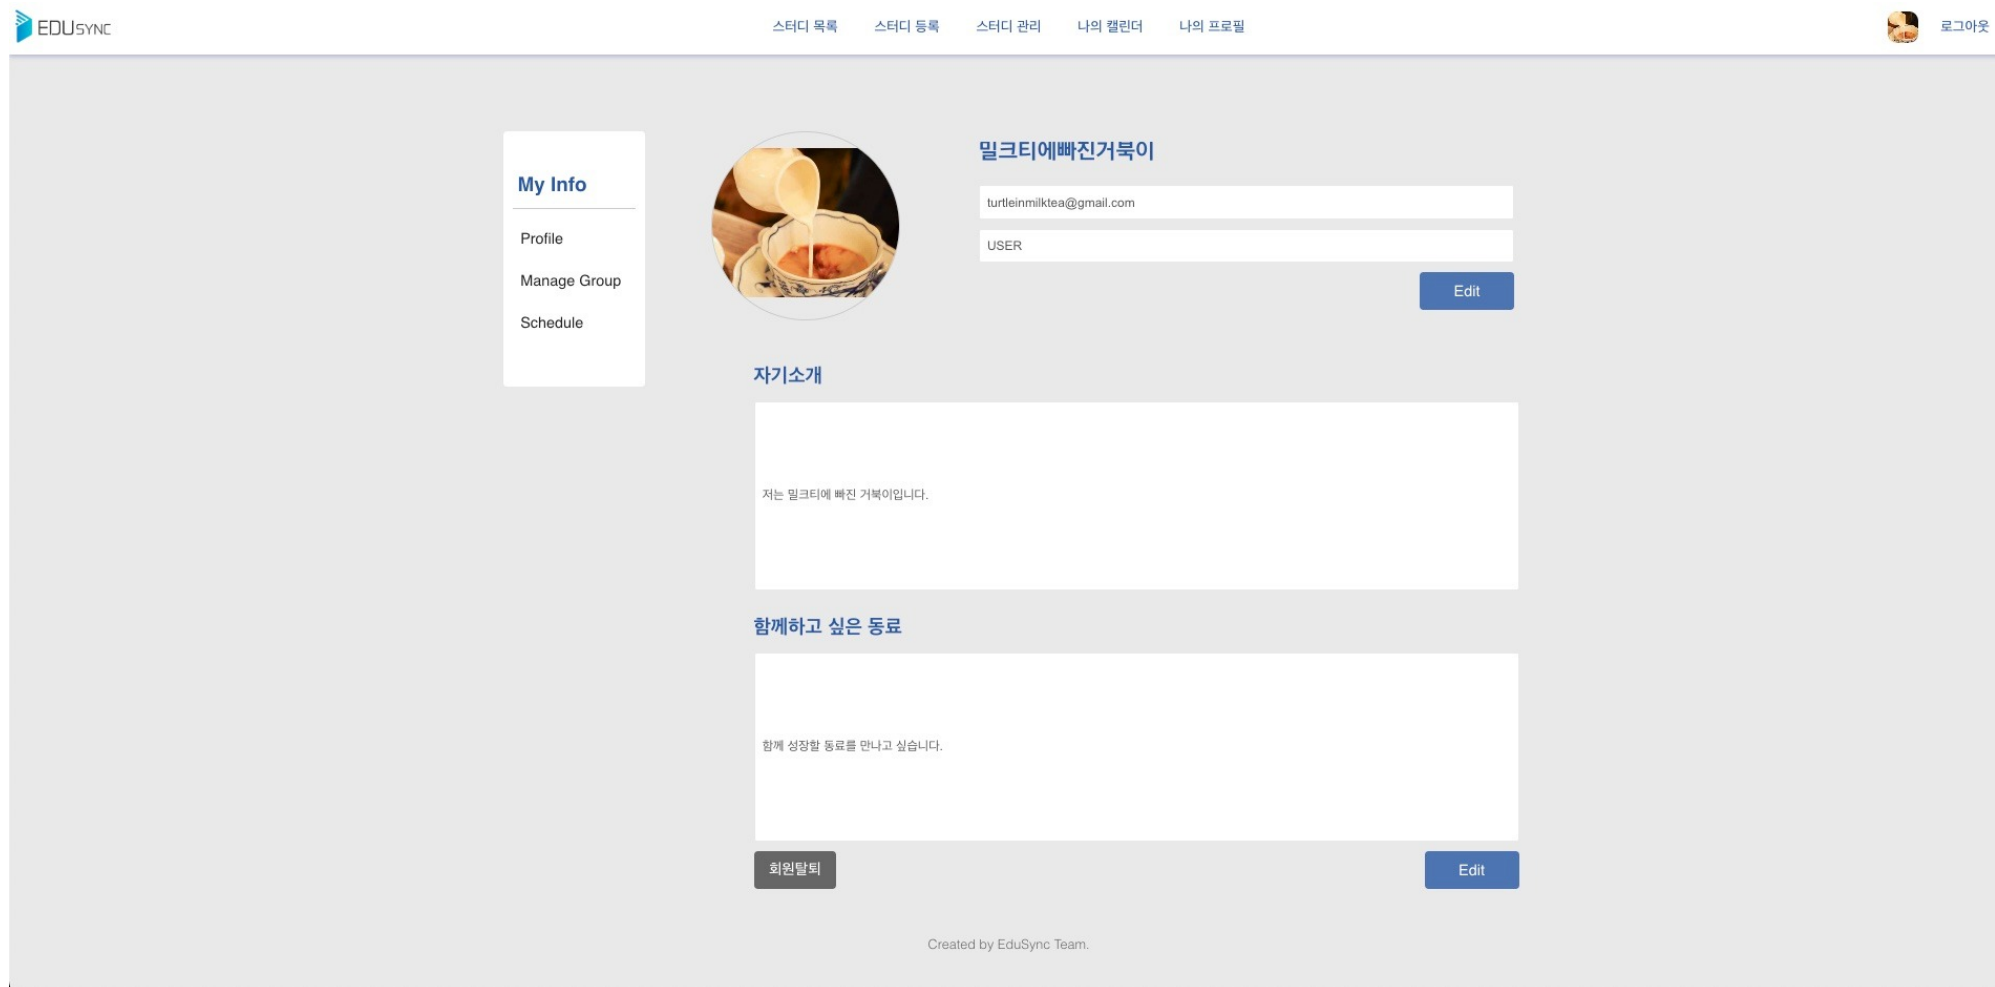 EDUSYNC
스터디 목록
스터디 등록
스터디 관리
나의 캘린더
나의 프로필
로그아웃
My Info
Profile
Manage Group
Schedule
밀크티에빠진거북이
turtleinmilktea@gmail.com
USER
Edit
자기소개
저는 밀크티에 빠진 거북이입니다.
함께하고 싶은 동료
함께 성장할 동료를 만나고 싶습니다.
회원탈퇴
Edit
Created by EduSync Team.